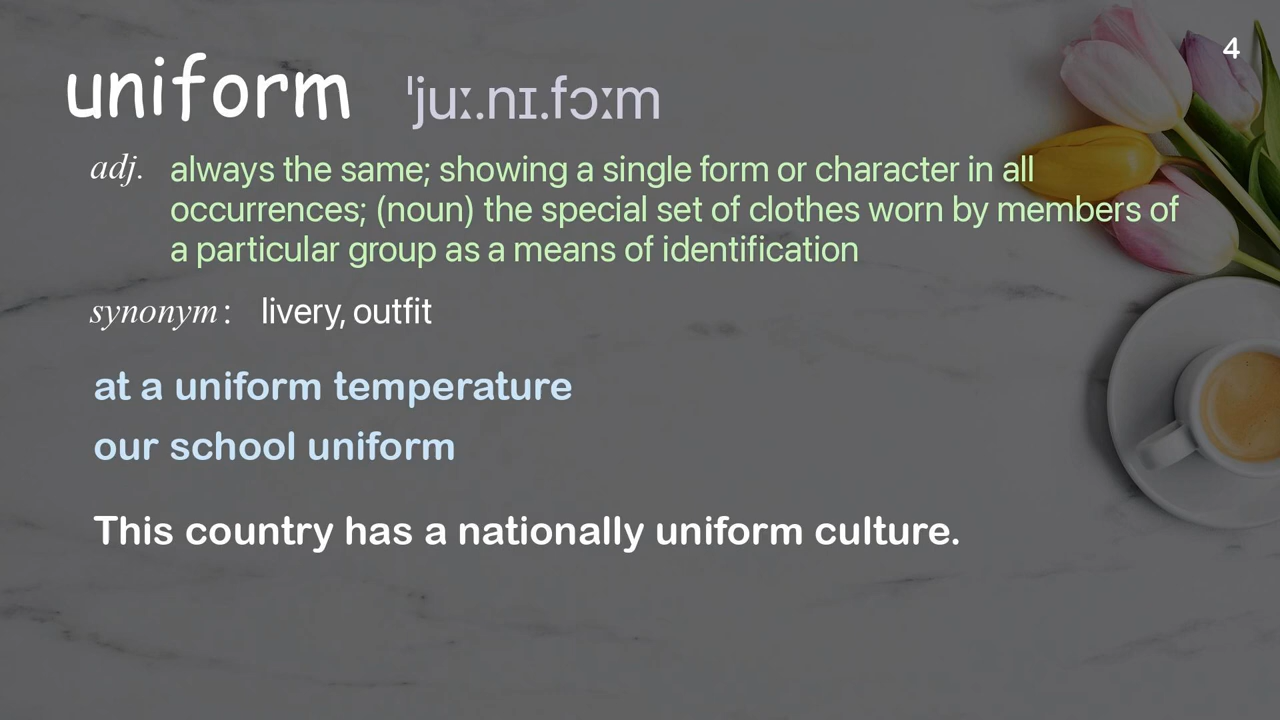 4
uniform ˈjuː.nɪ.fɔːm
adj. always the same; showing a single form or character in all
occurrences; (noun) the special set of clothes worn by members of
a particular group as a means of identification
synonym: livery, outfit
at a uniform temperature
our school uniform
This country has a nationally uniform culture.